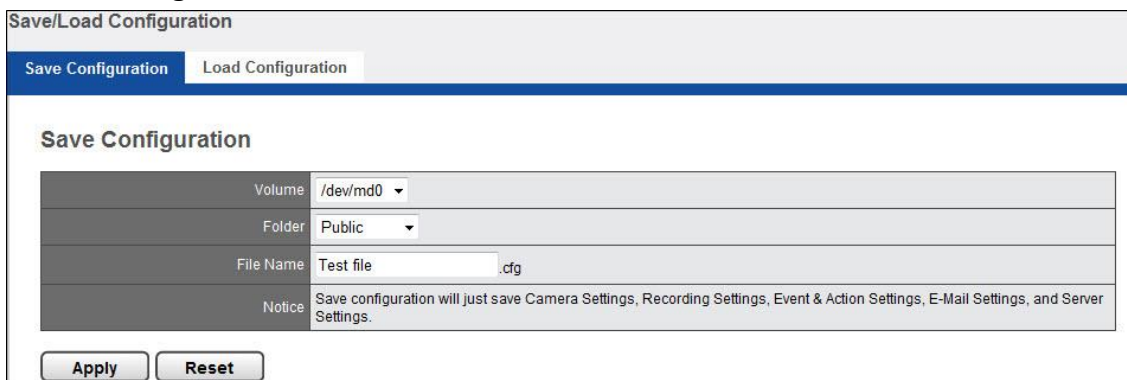 Save/Load Configuration
Save Configuration Load Configuration
Save Configuration
Volume /dev/md0
Folder Public
File Name Test file .cfg
Notice Save configuration will just save Camera Settings, Recording Settings, Event & Action Settings, E-Mail Settings, and Server
Settings.
Apply Reset